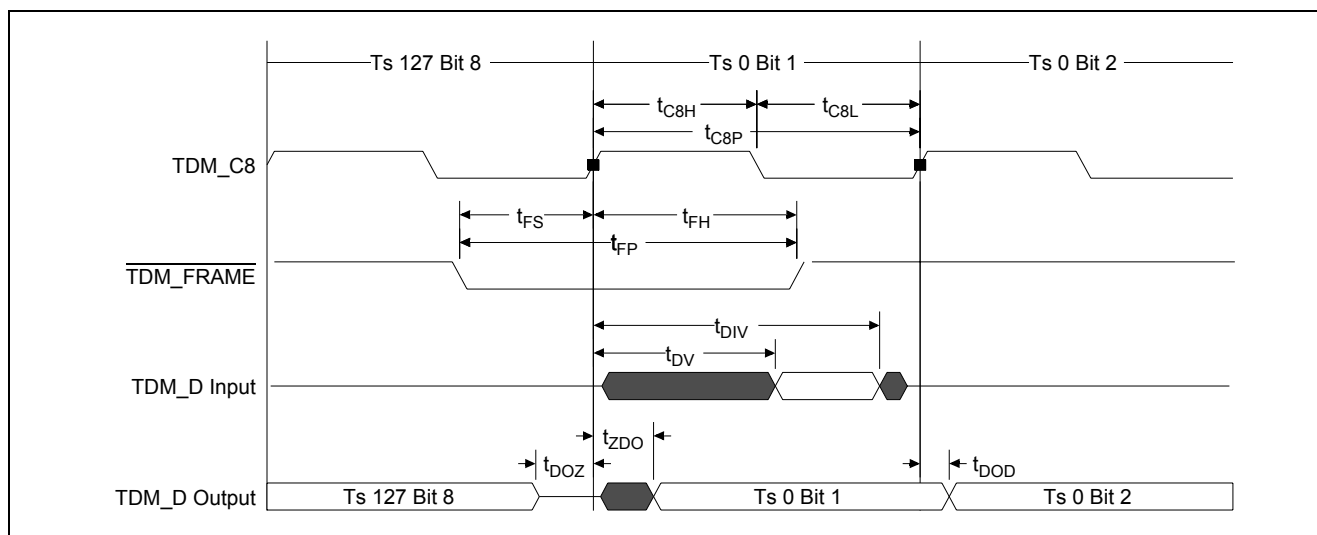 Ts 127 Bit 8 Ts 0 Bit 1 Ts 0 Bit 2
tC8H tC8L
tC8P
TDM_C8
tFS tFH
tFP
TDM_FRAME
tDIV
tDV
TDM_D Input
tZDO
tDOZ tDOD
TDM_D Output Ts 127 Bit 8 Ts 0 Bit 1 Ts 0 Bit 2